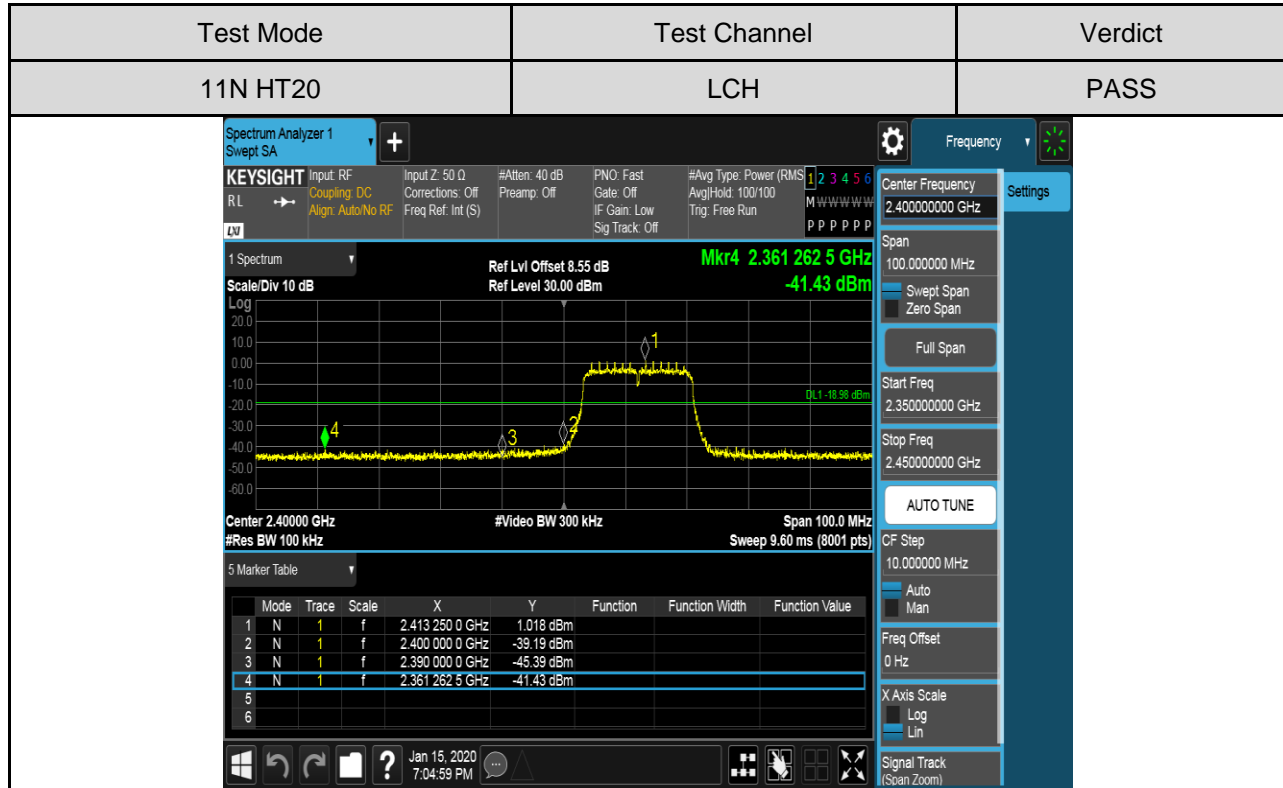 Test Mode Test Channel Verdict
11N HT20 LCH PASS
Spectrum Analyzer 1
Swept SA
+
Frequency
KEYSIGHT
RL
LXI
Input: RF
Coupling: DC
Align: Auto/No RF
Input Z: 50 Ω
Corrections: Off
Freq Ref: Int (S)
#Atten: 40 dB
Preamp: Off
PNO: Fast
Gate: Off
IF Gain: Low
Sig Track: Off
#Avg Type: Power (RMS
Avg|Hold: 100/100
Trig: Free Run
1 2 3 4 5 6
M W W W W W
P P P P P P
1 Spectrum
Scale/Div 10 dB
Ref Lvl Offset 8.55 dB
Ref Level 30.00 dBm
Mkr4 2.361 262 5 GHz
-41.43 dBm
Log
20.0
10.0
0.00
-10.0
-20.0
-30.0
-40.0
-50.0
-60.0
1
DL1 -18.98 dBm
4
3
2
Center 2.40000 GHz
#Video BW 300 kHz
Span 100.0 MHz
#Res BW 100 kHz
Sweep 9.60 ms (8001 pts)
5 Marker Table
Mode Trace Scale X Y Function Function Width Function Value
1 N 1 f 2.413 250 0 GHz 1.018 dBm
2 N 1 f 2.400 000 0 GHz -39.19 dBm
3 N 1 f 2.390 000 0 GHz -45.39 dBm
4 N 1 f 2.361 262 5 GHz -41.43 dBm
5
6
?
Jan 15, 2020
7:04:59 PM
Center Frequency
2.400000000 GHz
Settings
Span
100.000000 MHz
Swept Span
Zero Span
Full Span
Start Freq
2.350000000 GHz
Stop Freq
2.450000000 GHz
AUTO TUNE
CF Step
10.000000 MHz
Auto
Man
Freq Offset
0 Hz
X Axis Scale
Log
Lin
Signal Track
(Span Zoom)